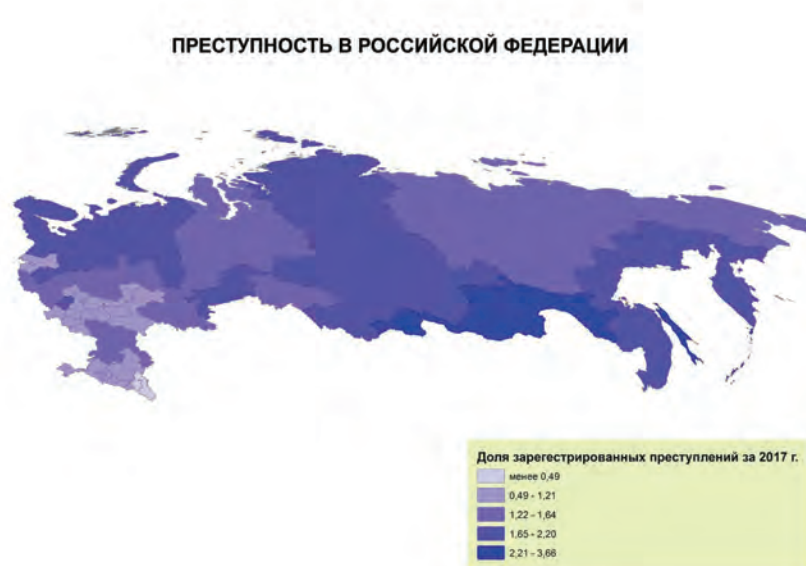 ПРЕСТУПНОСТЬ В РОССИЙСКОЙ ФЕДЕРАЦИИ
Доля зарегестрированных преступлений за 2017 г.
менее 0,49
0,49 - 1,21
1,22 - 1,64
1,65 - 2,20
2,21 - 3,66